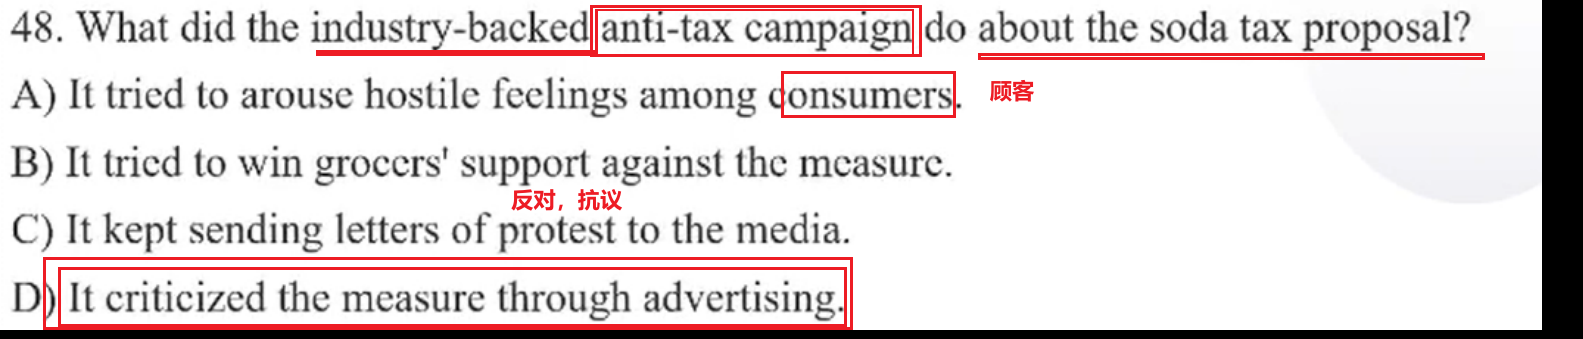 48. What did the industry-backed anti-tax campaign do about the soda tax proposal?
A) It tried to arouse hostile feelings among consumers. 顾客
B) It tried to win grocers' support against the measure.
反对，抗议
C) It kept sending letters of protest to the media.
D) It criticized the measure through advertising.